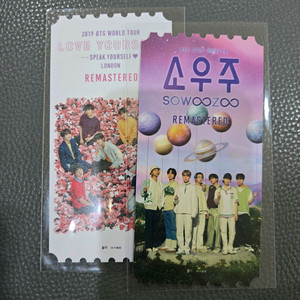 2019 BTS WORLD TOUR
LOVE YOURSELF
SPEAK YOURSELF
LONDON
REMASTERED
소우주
SOWOOZOO
REMASTERED